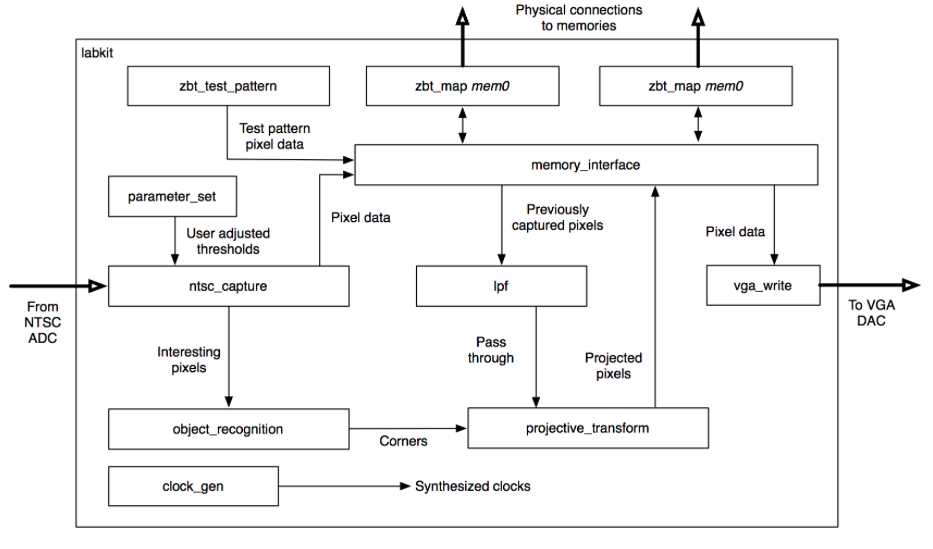 Physical connections
to memories
labkit
zbt_test_pattern
zbt_map mem0
zbt_map mem0
Test pattern
pixel data
memory_interface
parameter_set
User adjusted
thresholds
Pixel data
Previously
captured pixels
Pixel data
From
NTSC
ADC
ntsc_capture
lpf
vga_write
To VGA
DAC
Interesting
pixels
Pass
through
Projected
pixels
object_recognition
Corners
projective_transform
clock_gen
Synthesized clocks